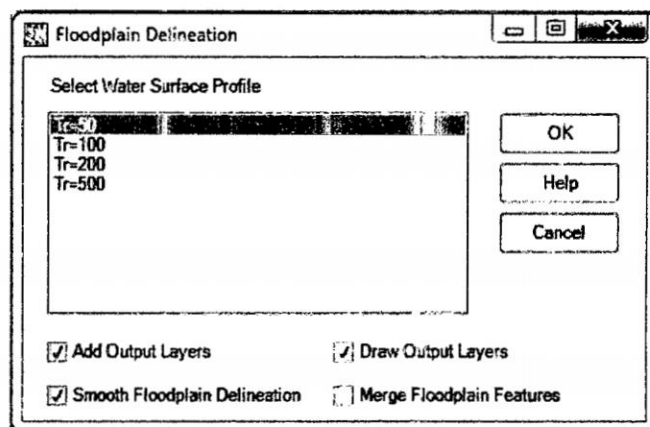 Floodplain Delineation
Select Water Surface Profile
Tr=50
Tr=100
Tr=200
Tr=500
OK
Help
Cancel
Add Output Layers
Draw Output Layers
Smooth Floodplain Delineation
Merge Floodplain Features